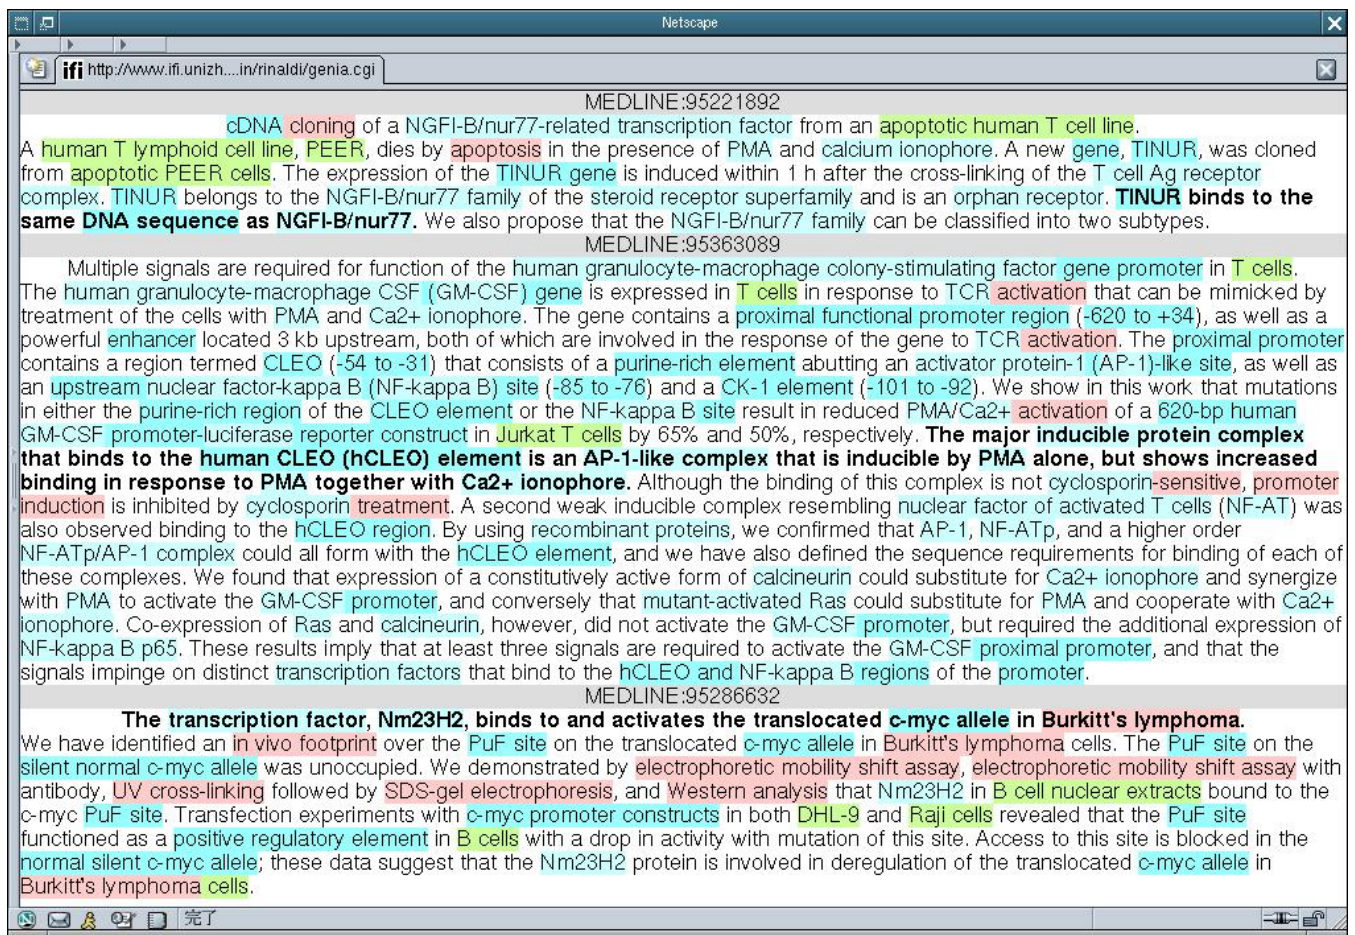 Netscape
ifi http://www.ifi.unizh....in/rinaldi/genia.cgi
MEDLINE:95221892
cDNA cloning of a NGFI-B/nur77-related transcription factor from an apoptotic human T cell line.
A human T lymphoid cell line, PEER, dies by apoptosis in the presence of PMA and calcium ionophore. A new gene, TINUR, was cloned
from apoptotic PEER cells. The expression of the TINUR gene is induced within 1 h after the cross-linking of the T cell Ag receptor
complex. TINUR belongs to the NGFI-B/nur77 family of the steroid receptor superfamily and is an orphan receptor. TINUR binds to the
same DNA sequence as NGFI-B/nur77. We also propose that the NGFI-B/nur77 family can be classified into two subtypes.
MEDLINE:95363089
Multiple signals are required for function of the human granulocyte-macrophage colony-stimulating factor gene promoter in T cells.
The human granulocyte-macrophage CSF (GM-CSF) gene is expressed in T cells in response to TCR activation that can be mimicked by
treatment of the cells with PMA and Ca2+ ionophore. The gene contains a proximal functional promoter region (-620 to +34), as well as a
powerful enhancer located 3 kb upstream, both of which are involved in the response of the gene to TCR activation. The proximal promoter
contains a region termed CLEO (-54 to -31) that consists of a purine-rich element abutting an activator protein-1 (AP-1)-like site, as well as
an upstream nuclear factor-kappa B (NF-kappa B) site (-85 to -76) and a CK-1 element (-101 to -92). We show in this work that mutations
in either the purine-rich region of the CLEO element or the NF-kappa B site result in reduced PMA/Ca2+ activation of a 620-bp human
GM-CSF promoter-luciferase reporter construct in Jurkat T cells by 65% and 50%, respectively. The major inducible protein complex
that binds to the human CLEO (hCLEO) element is an AP-1-like complex that is inducible by PMA alone, but shows increased
binding in response to PMA together with Ca2+ ionophore. Although the binding of this complex is not cyclosporin-sensitive, promoter
induction is inhibited by cyclosporin treatment. A second weak inducible complex resembling nuclear factor of activated T cells (NF-AT) was
also observed binding to the hCLEO region. By using recombinant proteins, we confirmed that AP-1, NF-ATp, and a higher order
NF-ATp/AP-1 complex could all form with the hCLEO element, and we have also defined the sequence requirements for binding of each of
these complexes. We found that expression of a constitutively active form of calcineurin could substitute for Ca2+ ionophore and synergize
with PMA to activate the GM-CSF promoter, and conversely that mutant-activated Ras could substitute for PMA and cooperate with Ca2+
ionophore. Co-expression of Ras and calcineurin, however, did not activate the GM-CSF promoter, but required the additional expression of
NF-kappa B p65. These results imply that at least three signals are required to activate the GM-CSF proximal promoter, and that the
signals impinge on distinct transcription factors that bind to the hCLEO and NF-kappa B regions of the promoter.
MEDLINE:95286632
The transcription factor, Nm23H2, binds to and activates the translocated c-myc allele in Burkitt's lymphoma.
We have identified an in vivo footprint over the PuF site on the translocated c-myc allele in Burkitt's lymphoma cells. The PuF site on the
silent normal c-myc allele was unoccupied. We demonstrated by electrophoretic mobility shift assay, electrophoretic mobility shift assay with
antibody, UV cross-linking followed by SDS-gel electrophoresis, and Western analysis that Nm23H2 in B cell nuclear extracts bound to the
c-myc PuF site. Transfection experiments with c-myc promoter constructs in both DHL-9 and Raji cells revealed that the PuF site
functioned as a positive regulatory element in B cells with a drop in activity with mutation of this site. Access to this site is blocked in the
normal silent c-myc allele; these data suggest that the Nm23H2 protein is involved in deregulation of the translocated c-myc allele in
Burkitt's lymphoma cells.
完了